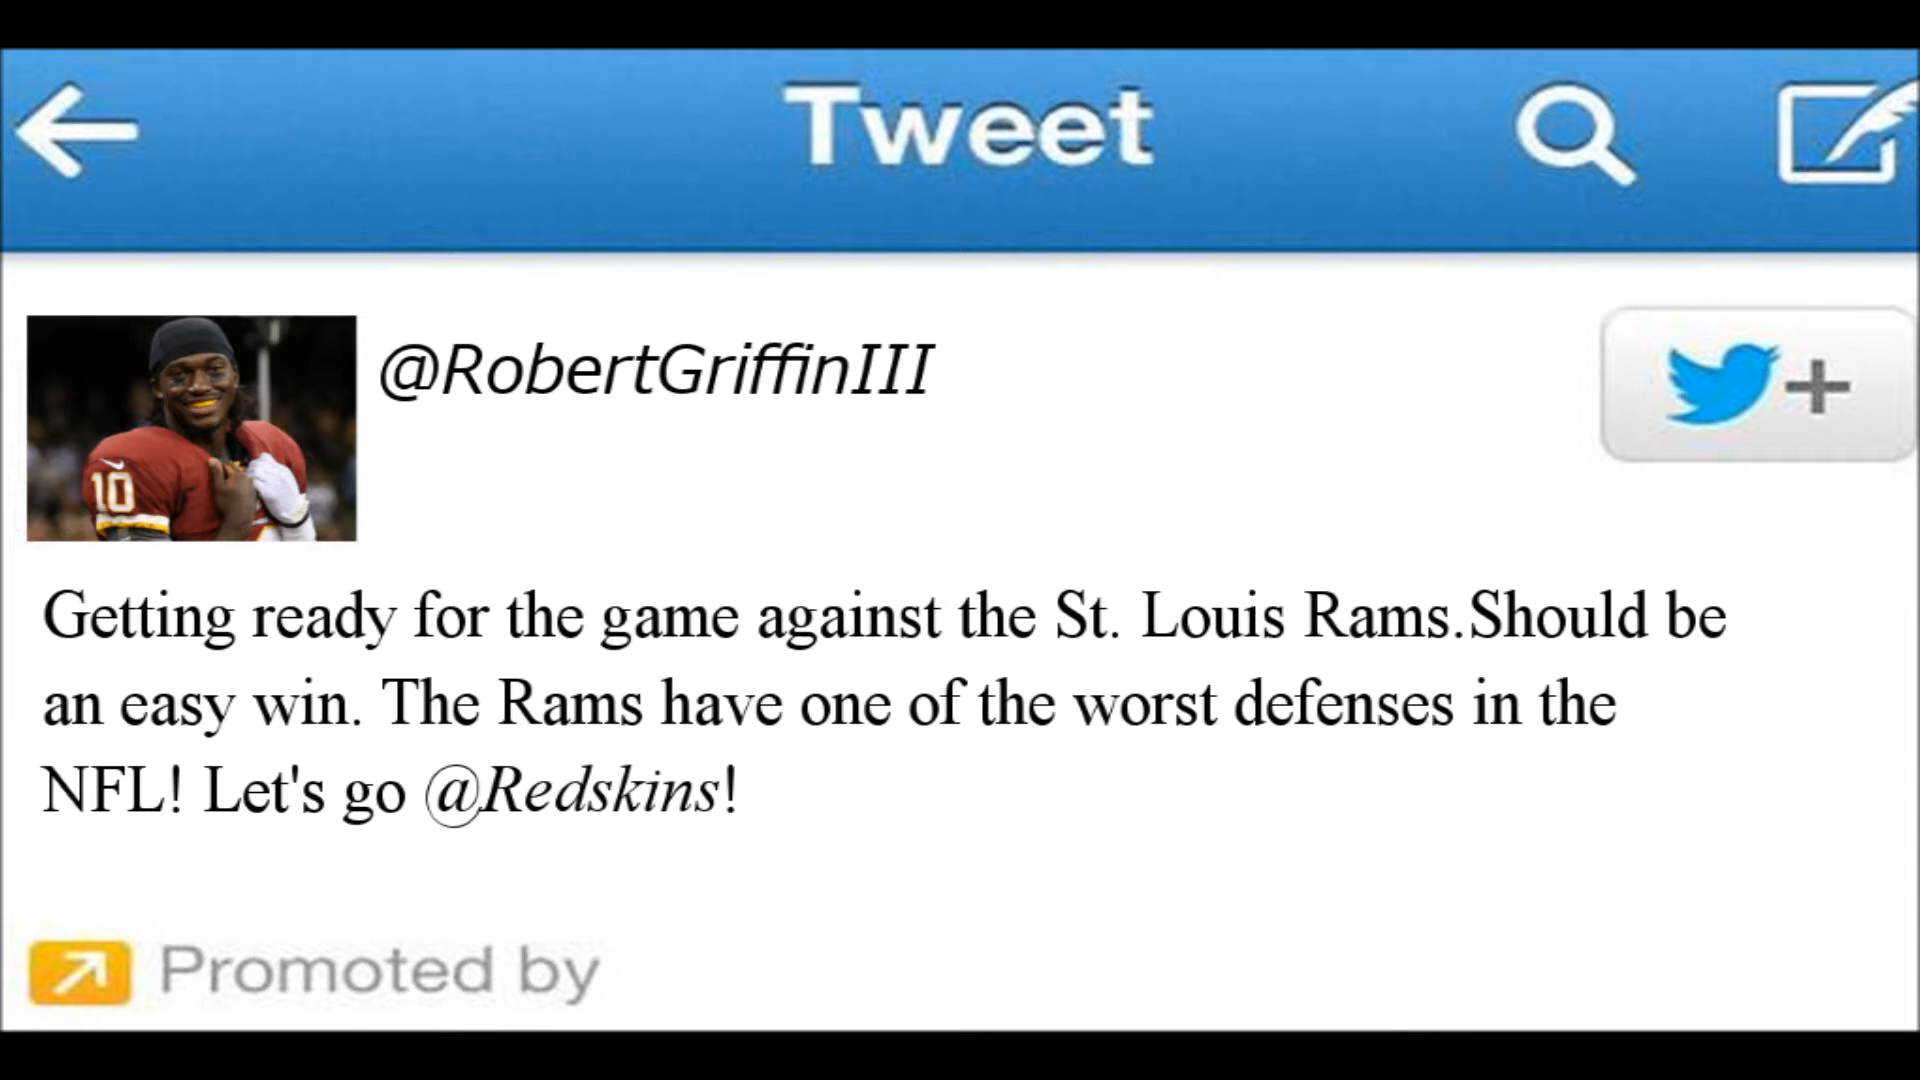 Tweet
@RobertGriffinIII
10
Getting ready for the game against the St. Louis Rams.Should be
an easy win. The Rams have one of the worst defenses in the
NFL! Let's go @Redskins!
Promoted by